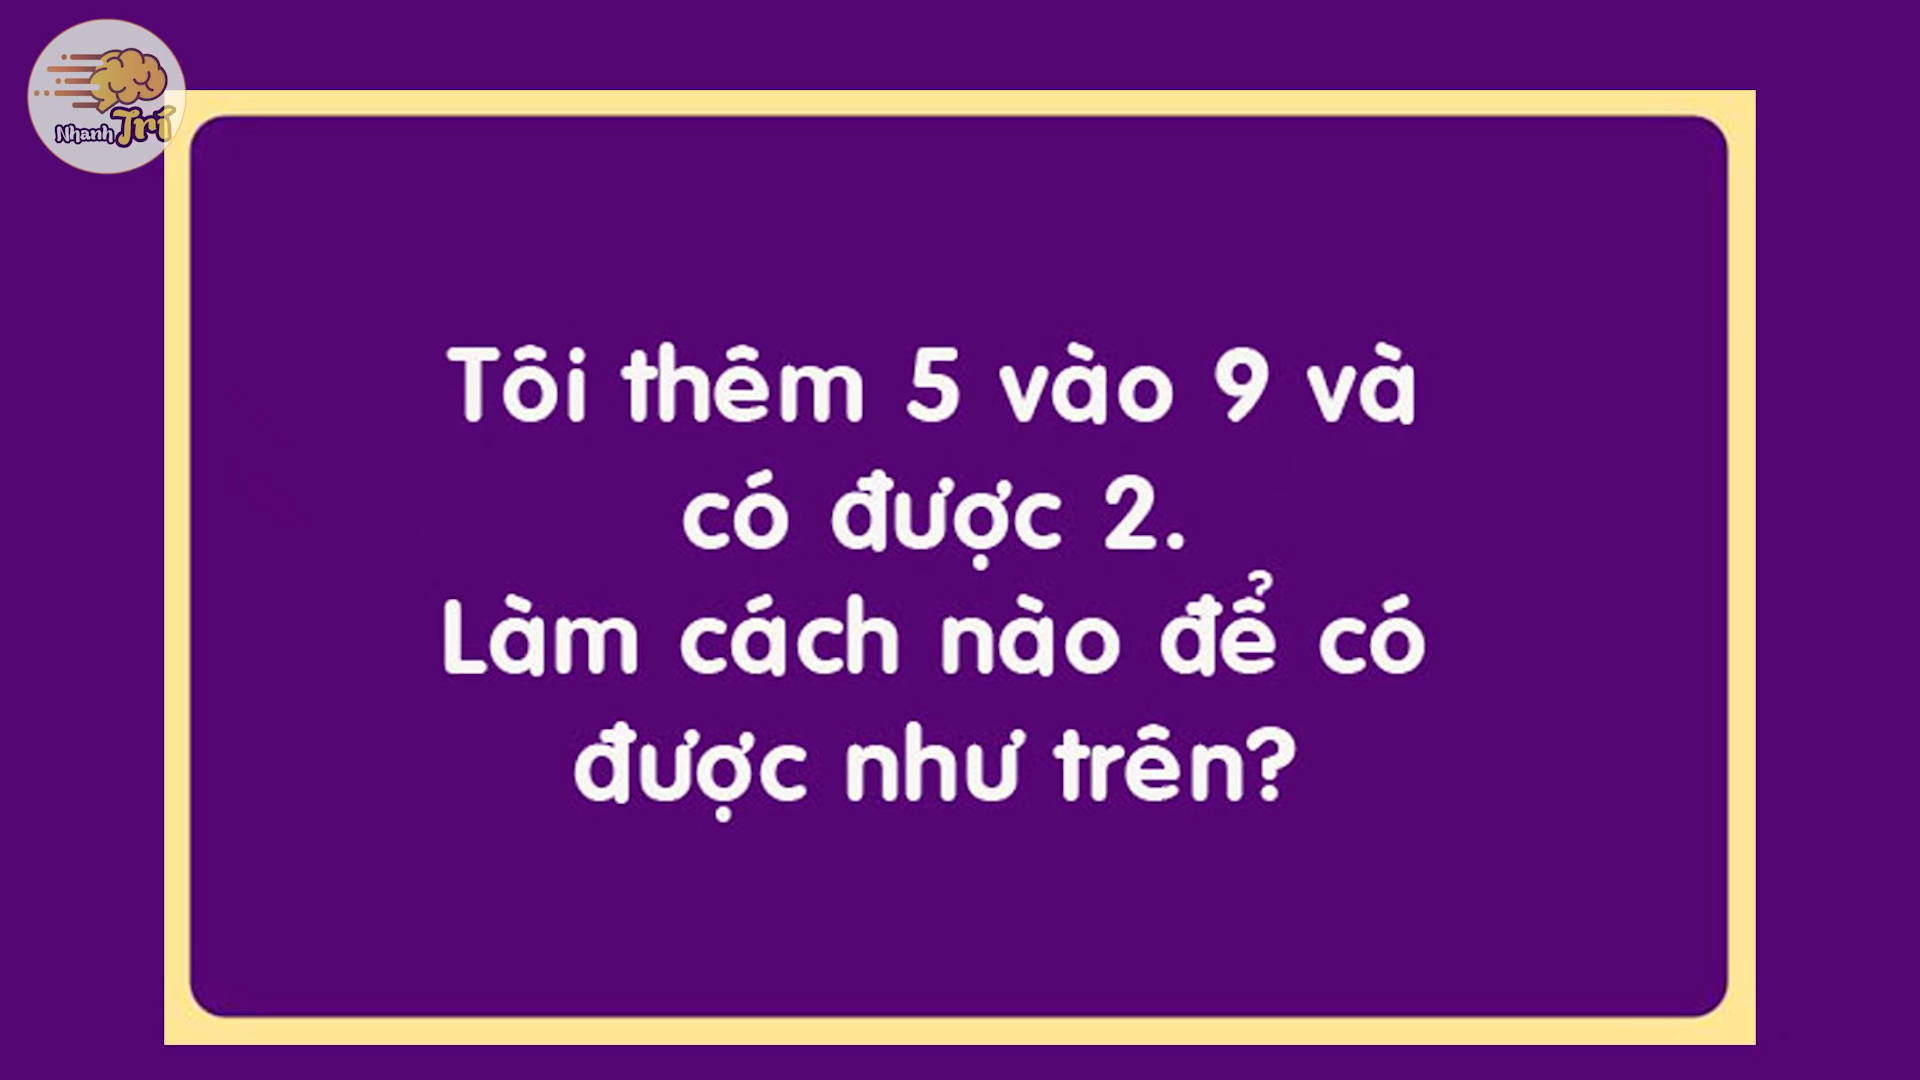 Nhanh Trí
Tôi thêm 5 vào 9 và
có được 2.
Làm cách nào để có
được như trên?